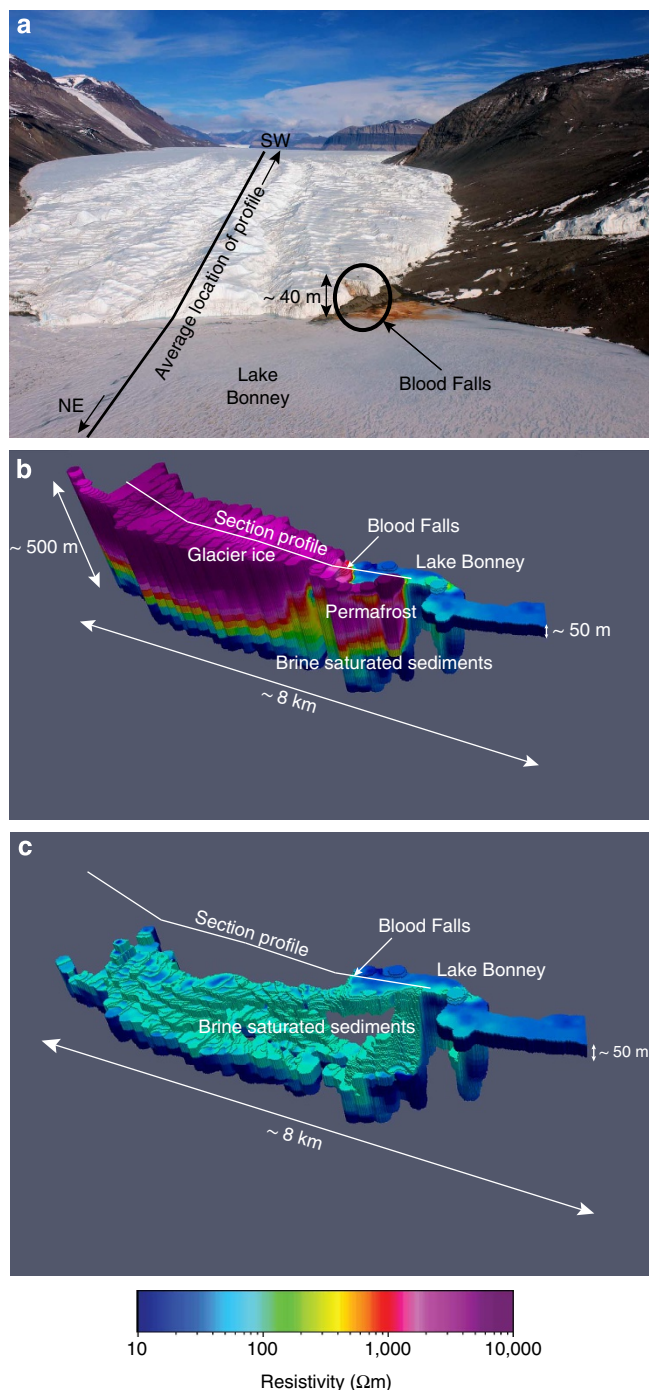 a
SW
Average location of profile
~ 40 m
Lake
Bonney
Blood Falls
NE
b
Blood Falls
Section profile
Lake Bonney
~ 500 m
Glacier ice
Permafrost
~ 50 m
Brine saturated sediments
~ 8 km
c
Section profile
Blood Falls
Lake Bonney
Brine saturated sediments
~ 50 m
~ 8 km
10
100
1,000
10,000
Resistivity (Ωm)